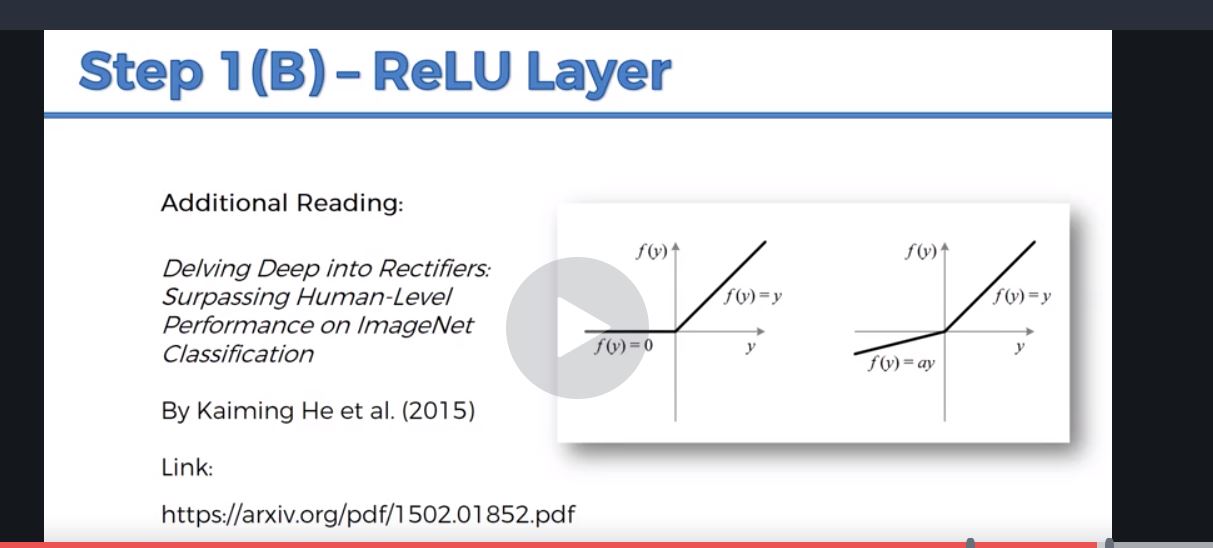 Step 1(B) – ReLU Layer
Additional Reading:
Delving Deep into Rectifiers:
Surpassing Human-Level
Performance on ImageNet
Classification
By Kaiming He et al. (2015)
Link:
https://arxiv.org/pdf/1502.01852.pdf
f(y)
f(y) = y
f(y) = 0
y
f(y)
f(y) = y
y
f(y) = ay